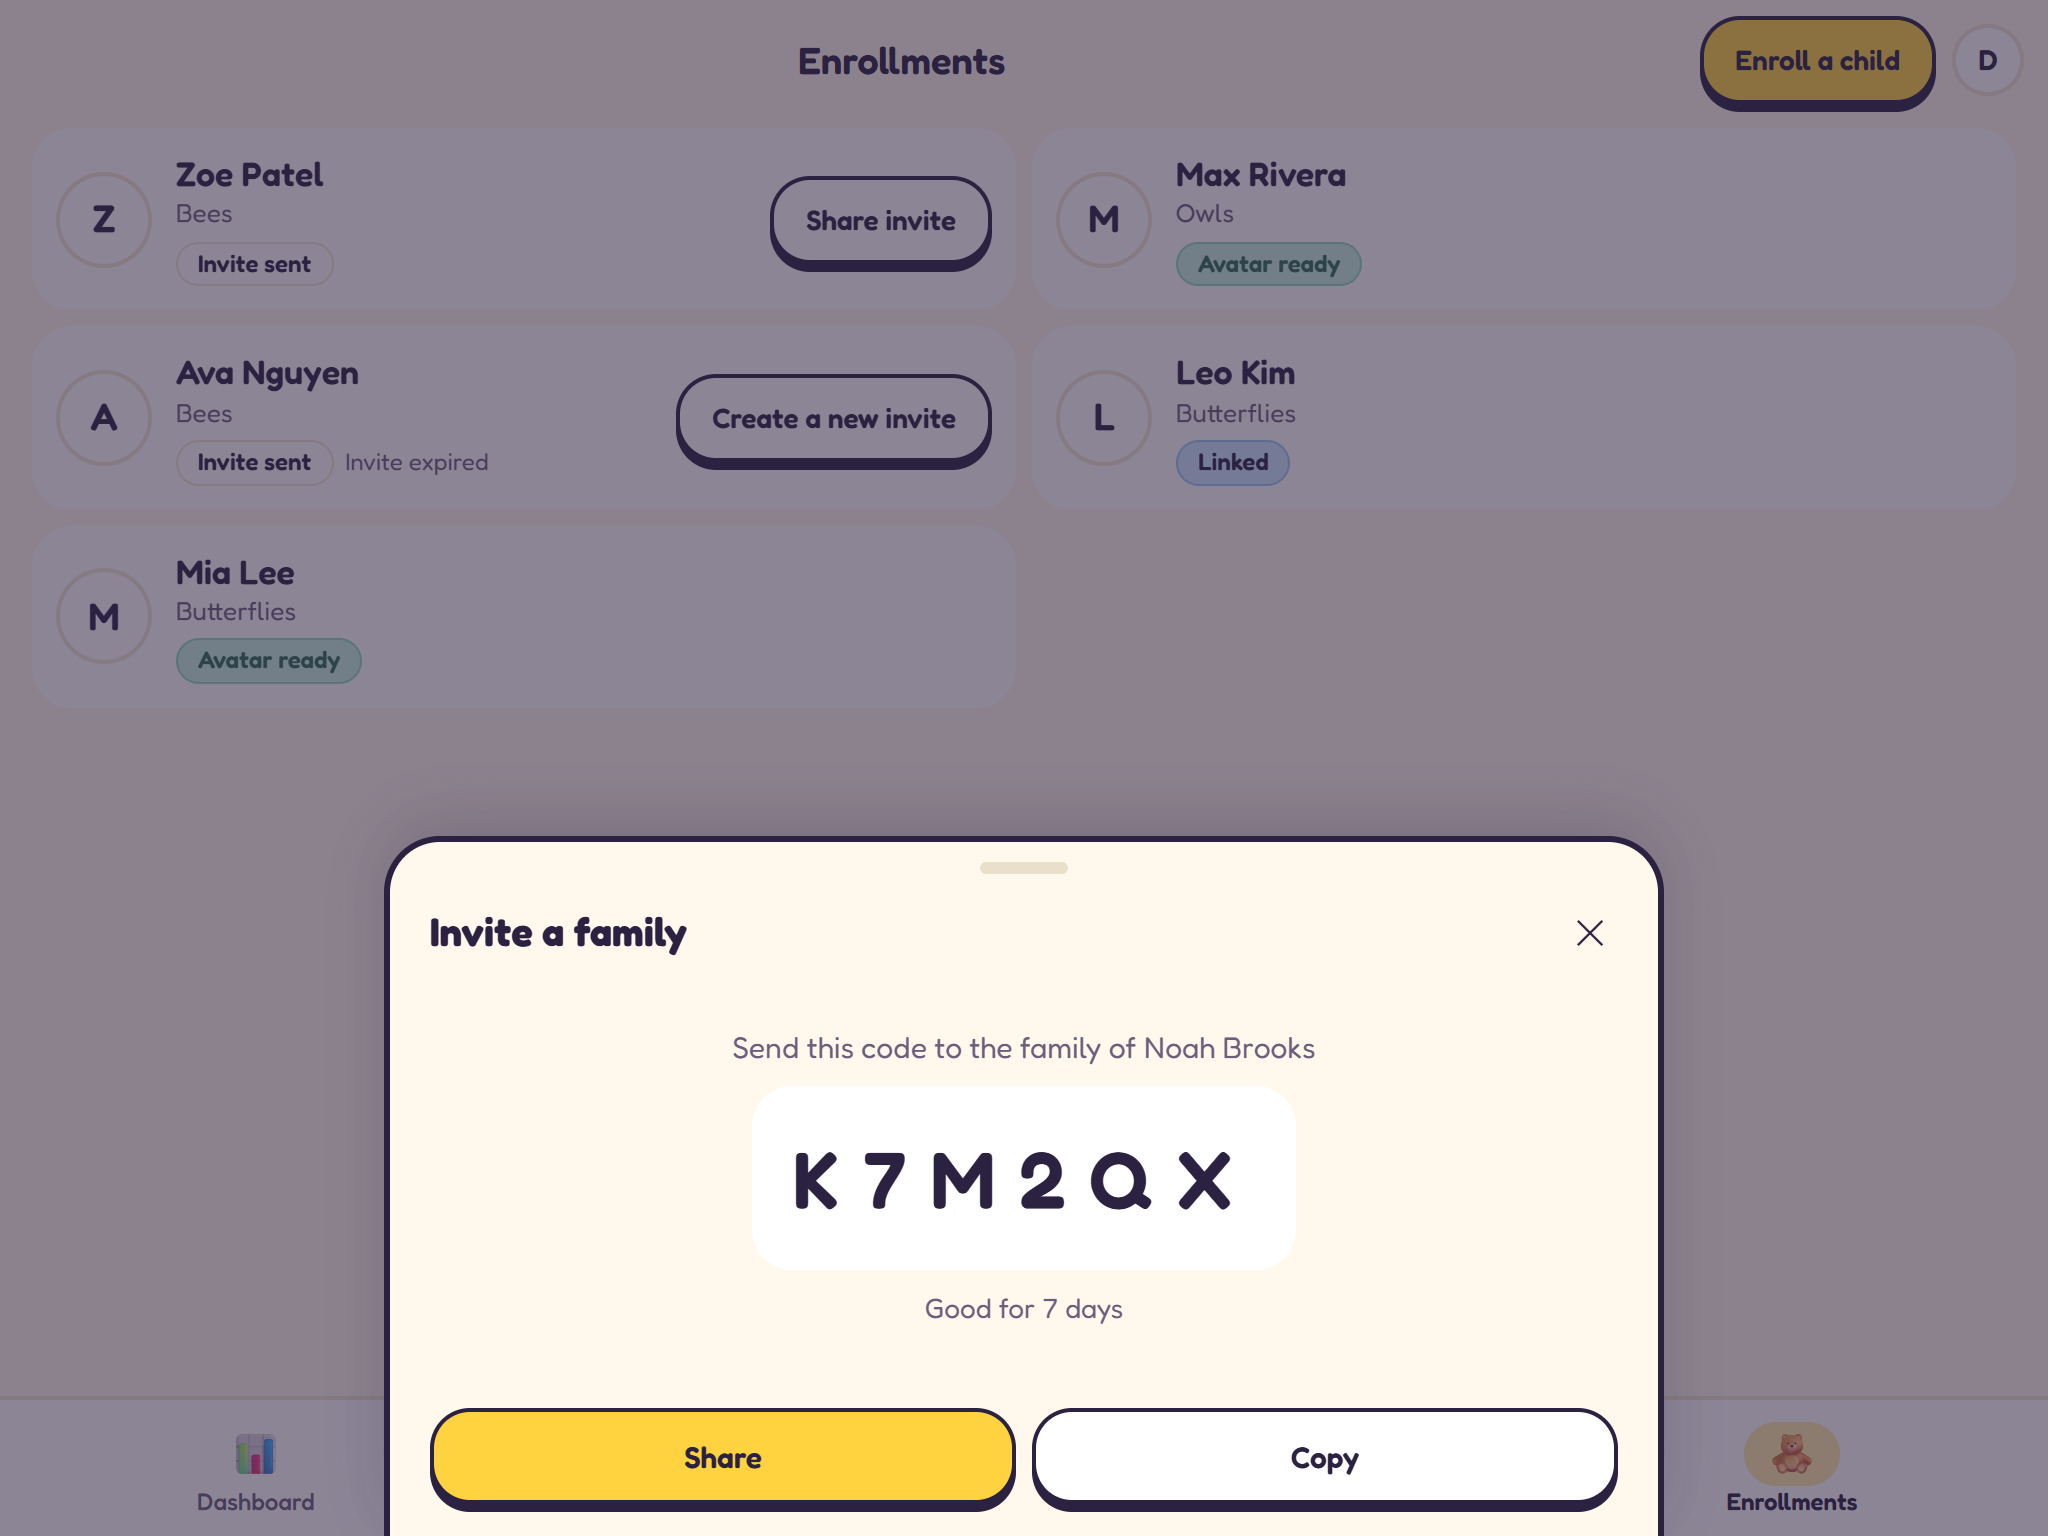 Enrollments
Enroll a child
D
Z
Zoe Patel
Bees
Invite sent
Share invite
M
Max Rivera
Owls
Avatar ready
A
Ava Nguyen
Bees
Invite sent
Invite expired
Create a new invite
L
Leo Kim
Butterflies
Linked
M
Mia Lee
Butterflies
Avatar ready
Invite a family
Send this code to the family of Noah Brooks
K7M2QX
Good for 7 days
Share
Copy
Dashboard
Enrollments